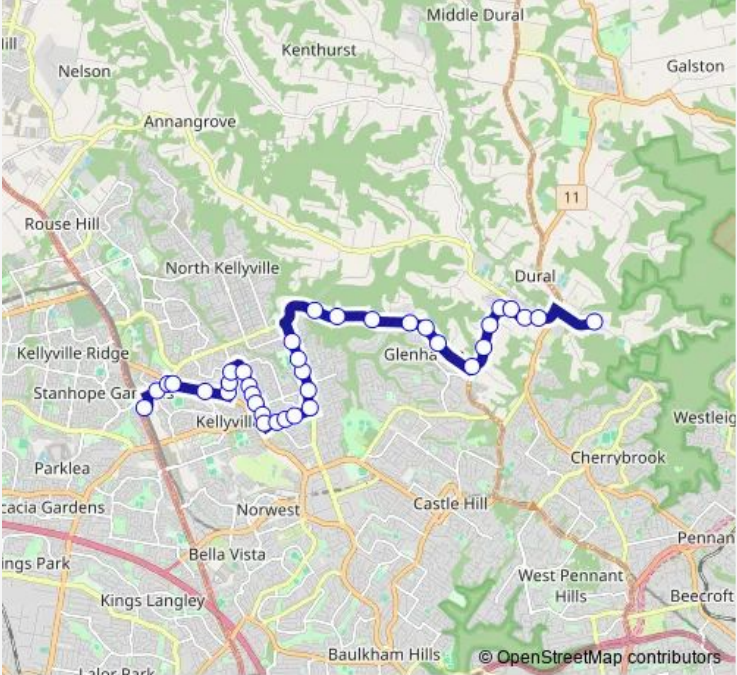 Middle Dural
ill
Kenthurst
Nelson
Galston
Annangrove
11
Rouse Hill
North Kellyville
Dural
Kellyville Ridge
Glenha
Stanhope Gar
s
Kellyvill
Westleig
Parklea
Cherrybrook
cacia Gardens
Norwest
Castle Hill
Pennan
Bella Vista
ings Park
West Pennant
Hills
Kings Langley
Beecroft
Baulkham Hills
© OpenStreetMap contributors
Lalor Park